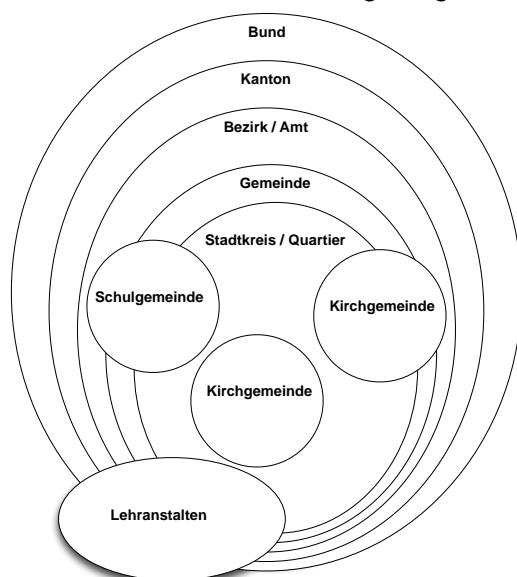 Bund
Kanton
Bezirk / Amt
Gemeinde
Stadtkreis / Quartier
Schulgemeinde
Kirchgemeinde
Kirchgemeinde
Lehranstalten